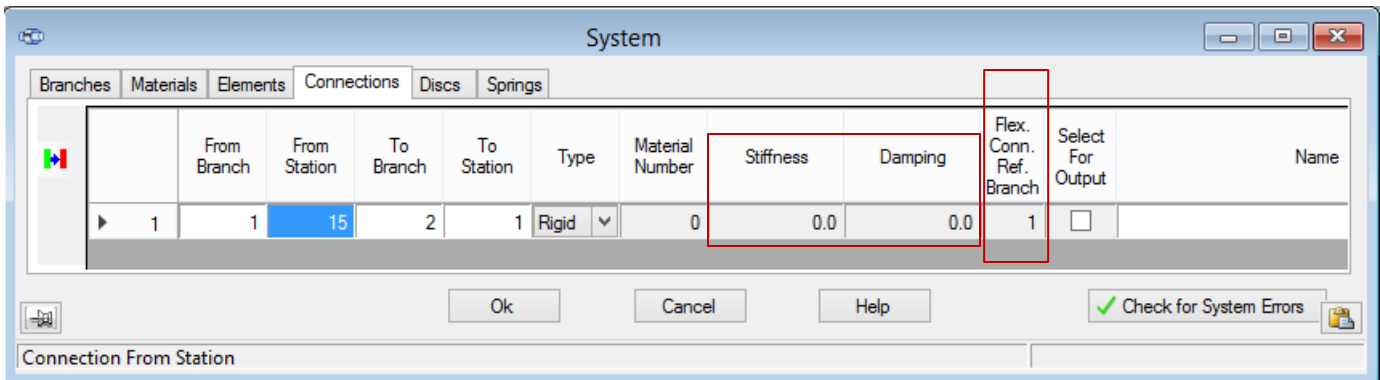 System
Branches Materials Elements Connections Discs Springs
From Branch From Station To Branch To Station Type Material Number Stiffness Damping Flex. Conn. Ref. Branch Select For Output Name
1 1 15 2 1 Rigid 0 0.0 0.0 1
Ok Cancel Help Check for System Errors
Connection From Station